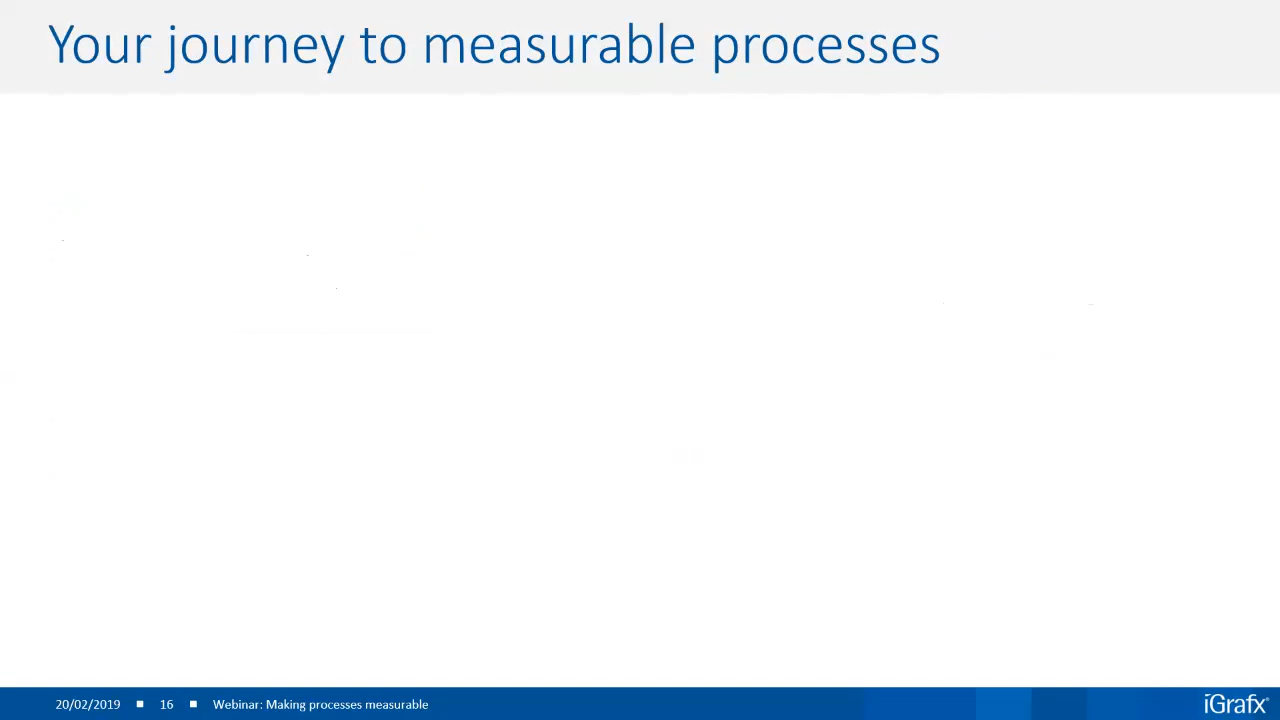 Your journey to measurable processes
20/02/2019 ▪ 16 ▪ Webinar: Making processes measurable
iGrafx®